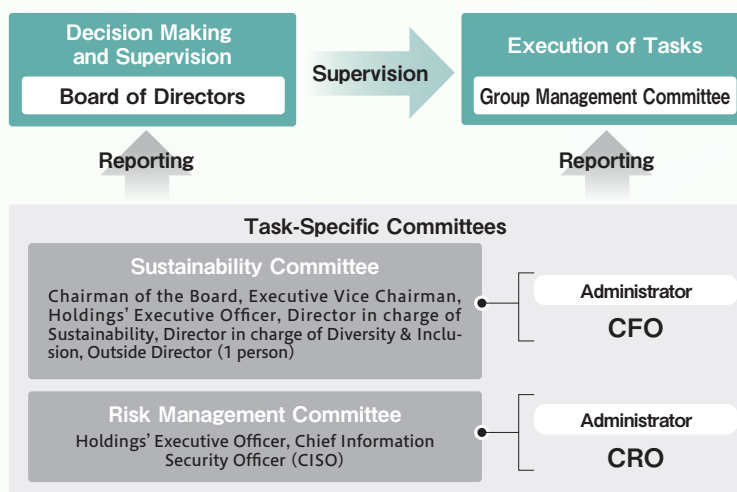 Decision Making
and Supervision
Board of Directors
Supervision
Execution of Tasks
Group Management Committee
Reporting
Reporting
Task-Specific Committees
Sustainability Committee
Chairman of the Board, Executive Vice Chairman,
Holdings' Executive Officer, Director in charge of
Sustainability, Director in charge of Diversity & Inclu-
sion, Outside Director (1 person)
Administrator
CFO
Risk Management Committee
Holdings' Executive Officer, Chief Information
Security Officer (CISO)
Administrator
CRO